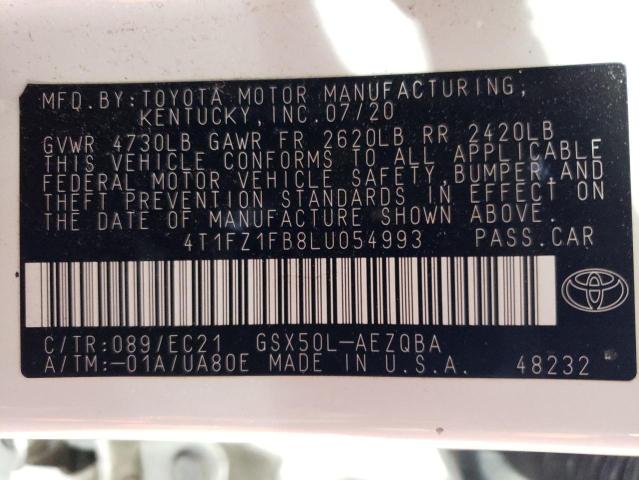 MFD.BY:TOYOTA MOTOR MANUFACTURING,
KENTUCKY,INC.07/20
GVWR 4730LB GAWR FR 2620LB RR 2420LB
THIS VEHICLE CONFORMS TO ALL APPLICABLE
FEDERAL MOTOR VEHICLE SAFETY, BUMPER,AND
THEFT PREVENTION STANDARDS IN EFFECT ON
THE DATE OF MANUFACTURE SHOWN ABOVE.
4T1FZ1FB8LU054993 PASS.CAR
C/TR:089/EC21 GSX50L-AEZQBA
A/TM:-01A/UA80E MADE IN U.S.A. 48232